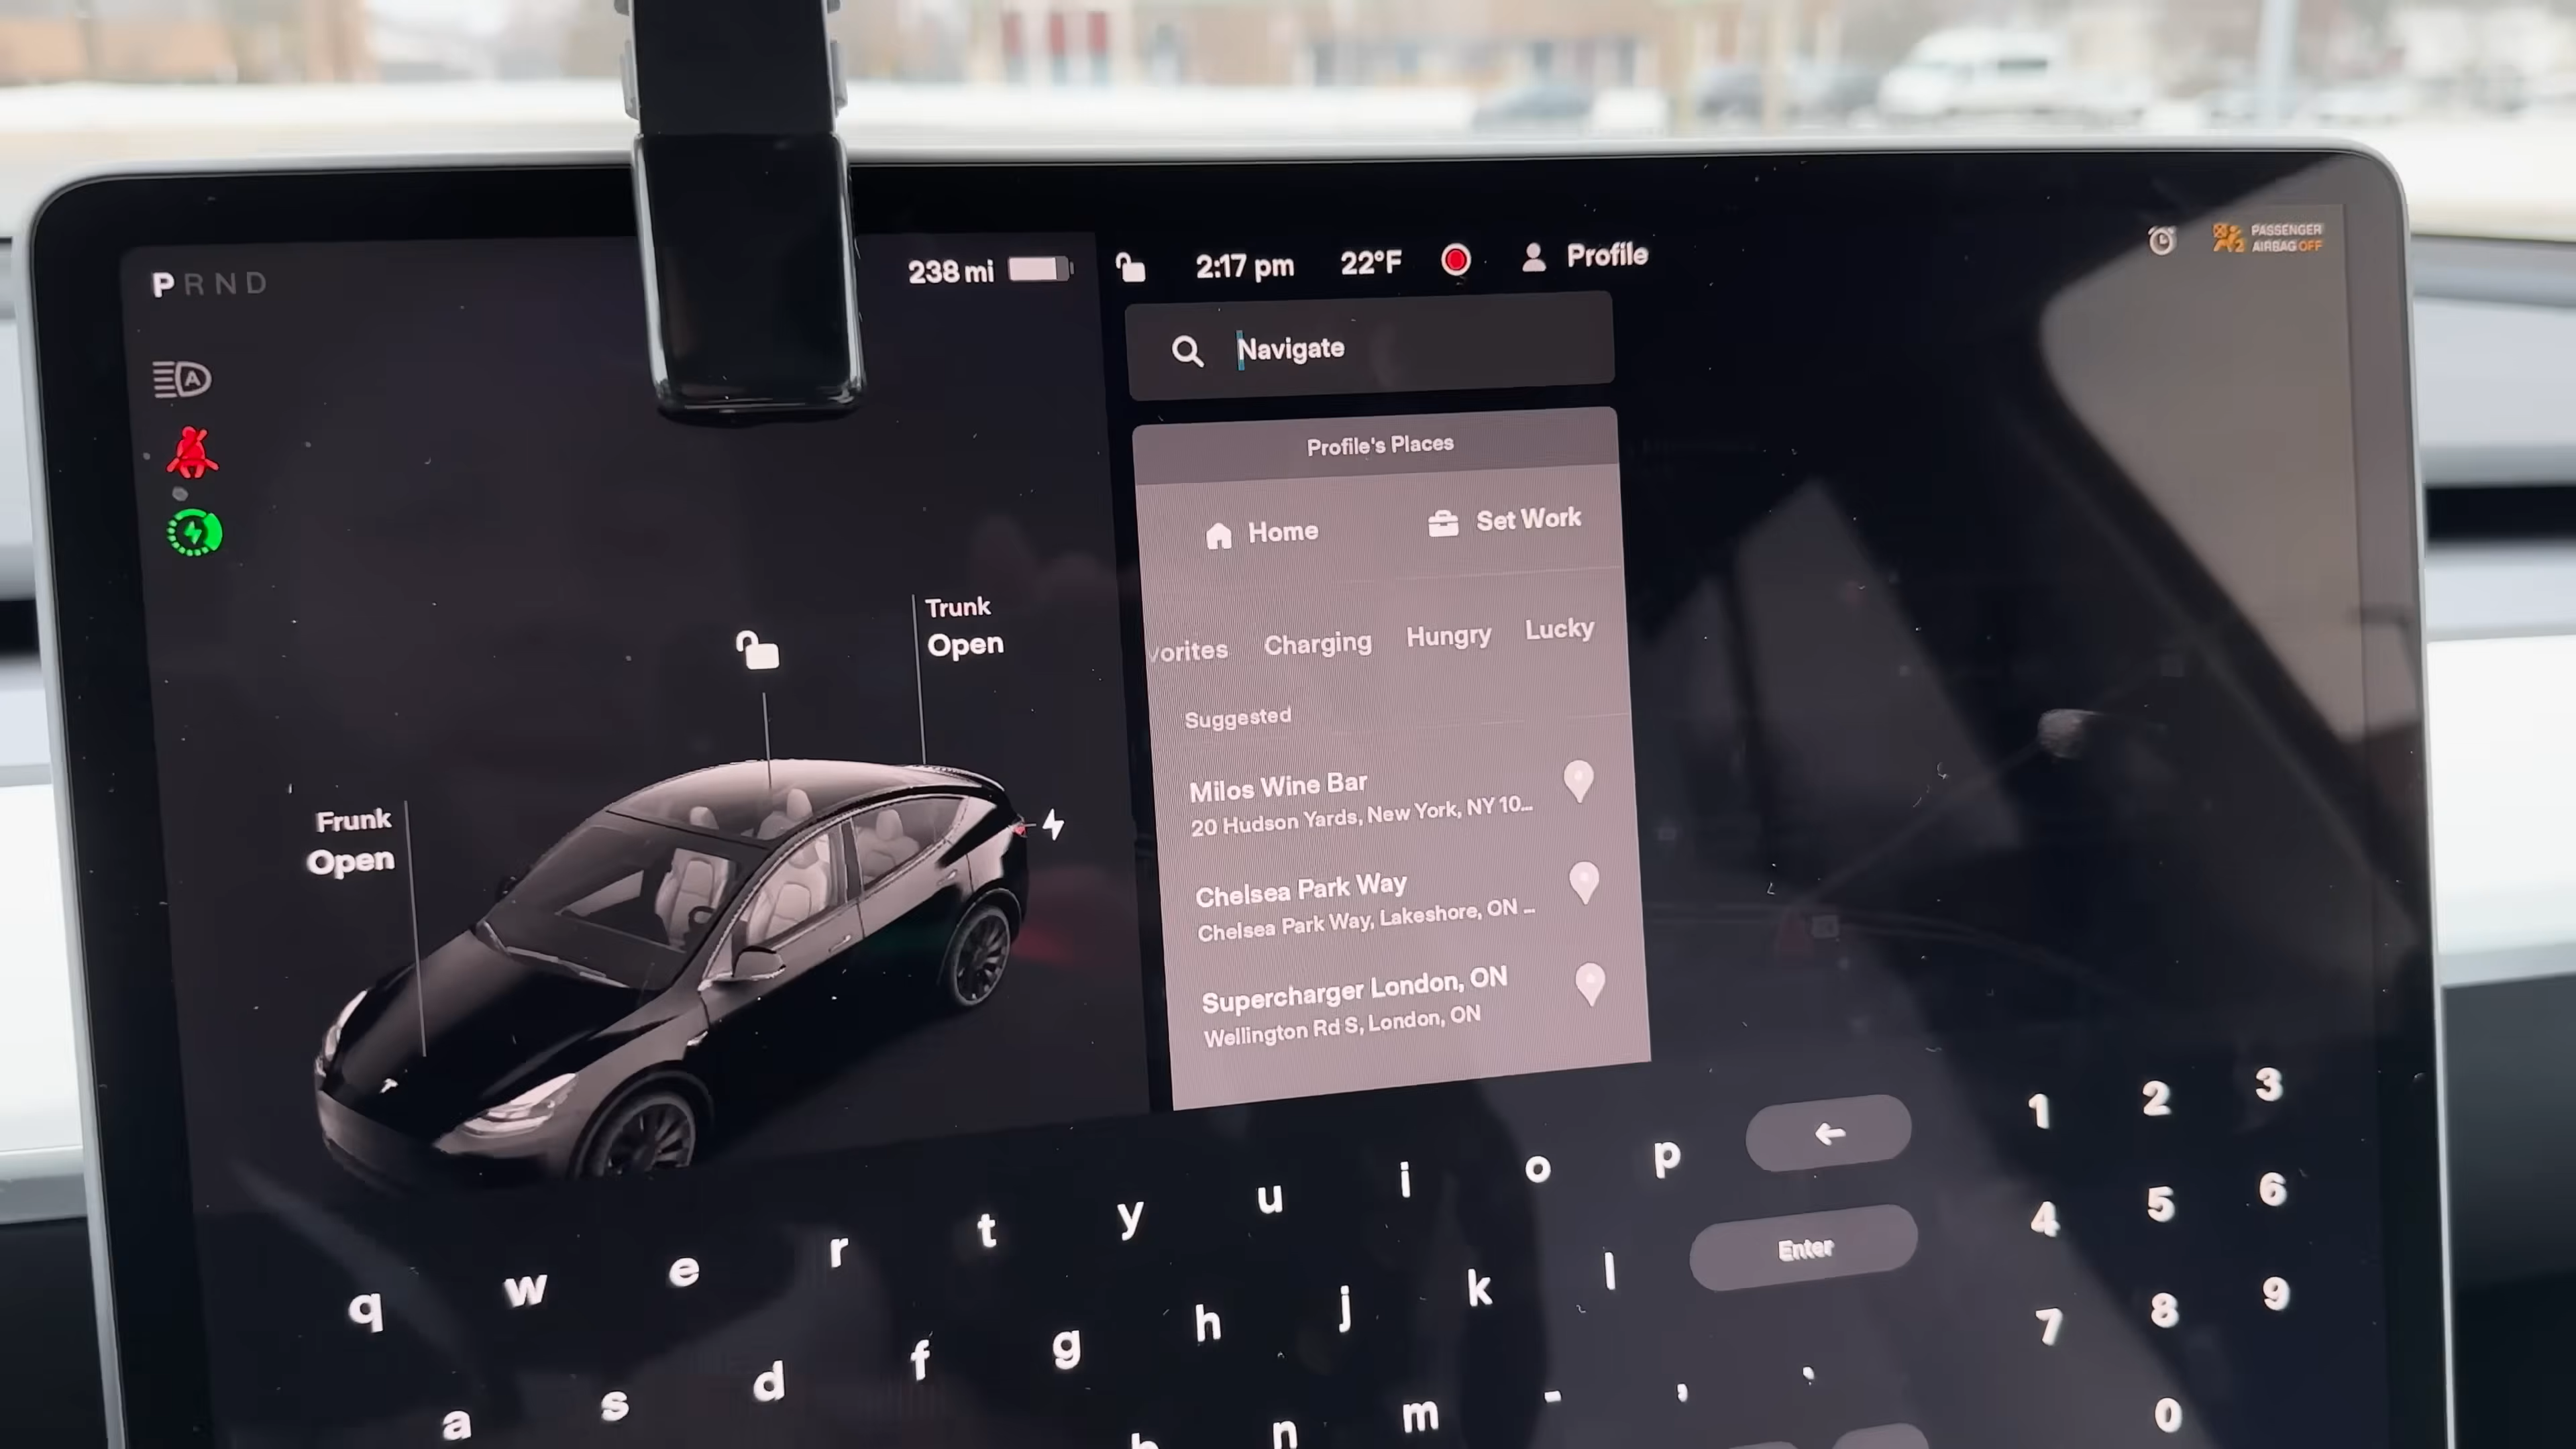 P R N D
238 mi
2:17 pm
22°F
Profile
PASSENGER
AIRBAG OFF
Navigate
Profile's Places
Home
Set Work
vorites
Charging
Hungry
Lucky
Suggested
Milos Wine Bar
20 Hudson Yards, New York, NY 10...
Chelsea Park Way
Chelsea Park Way, Lakeshore, ON ...
Supercharger London, ON
Wellington Rd S, London, ON
A
Trunk
Open
Frunk
Open
q w e r t y u i o p
1 2 3
a s d f g h j k l
Enter
4 5 6
n m - , .
7 8 9
0